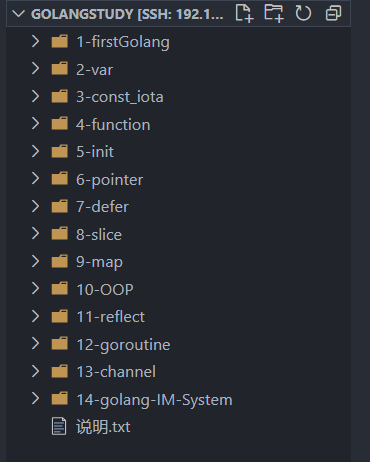 GOLANGSTUDY [SSH: 192.1...
1-firstGolang
2-var
3-const_iota
4-function
5-init
6-pointer
7-defer
8-slice
9-map
10-OOP
11-reflect
12-goroutine
13-channel
14-golang-IM-System
说明.txt